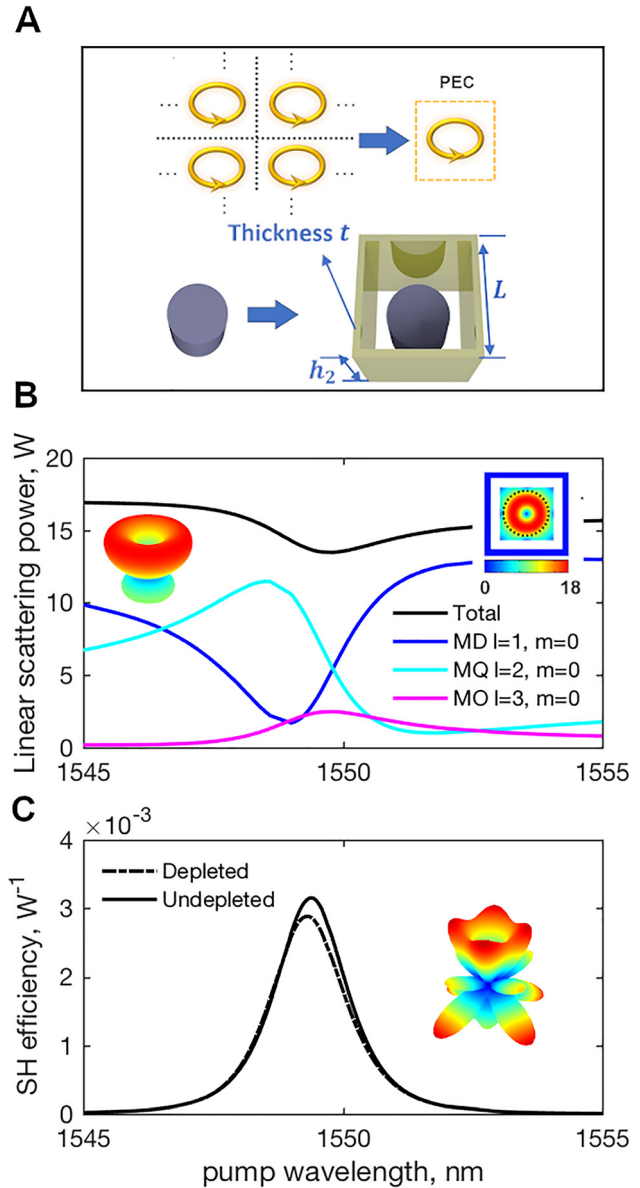 A
PEC
Thickness t
L
h2
B
Linear scattering power, W
20
15
10
5
0
0 18
Total
MD l=1, m=0
MQ l=2, m=0
MO l=3, m=0
1545 1550 1555
C
×10-3
4
3
2
1
0
SH efficiency, W-1
Depleted
Undepleted
1545 1550 1555
pump wavelength, nm